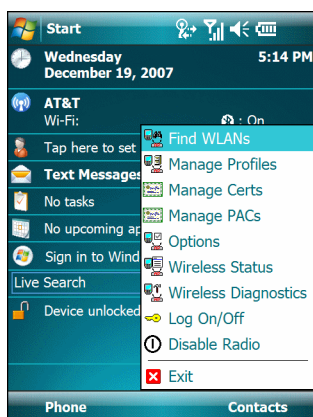 Start
Wednesday 5:14 PM
December 19, 2007
AT&T
Wi-Fi: : On
Find WLANs
Tap here to set
Manage Profiles
Text Messages
Manage Certs
No tasks
Manage PACs
No upcoming ap
Options
Sign in to Wind
Wireless Status
Live Search
Wireless Diagnostics
Device unlocked
Log On/Off
Disable Radio
Exit
Phone Contacts